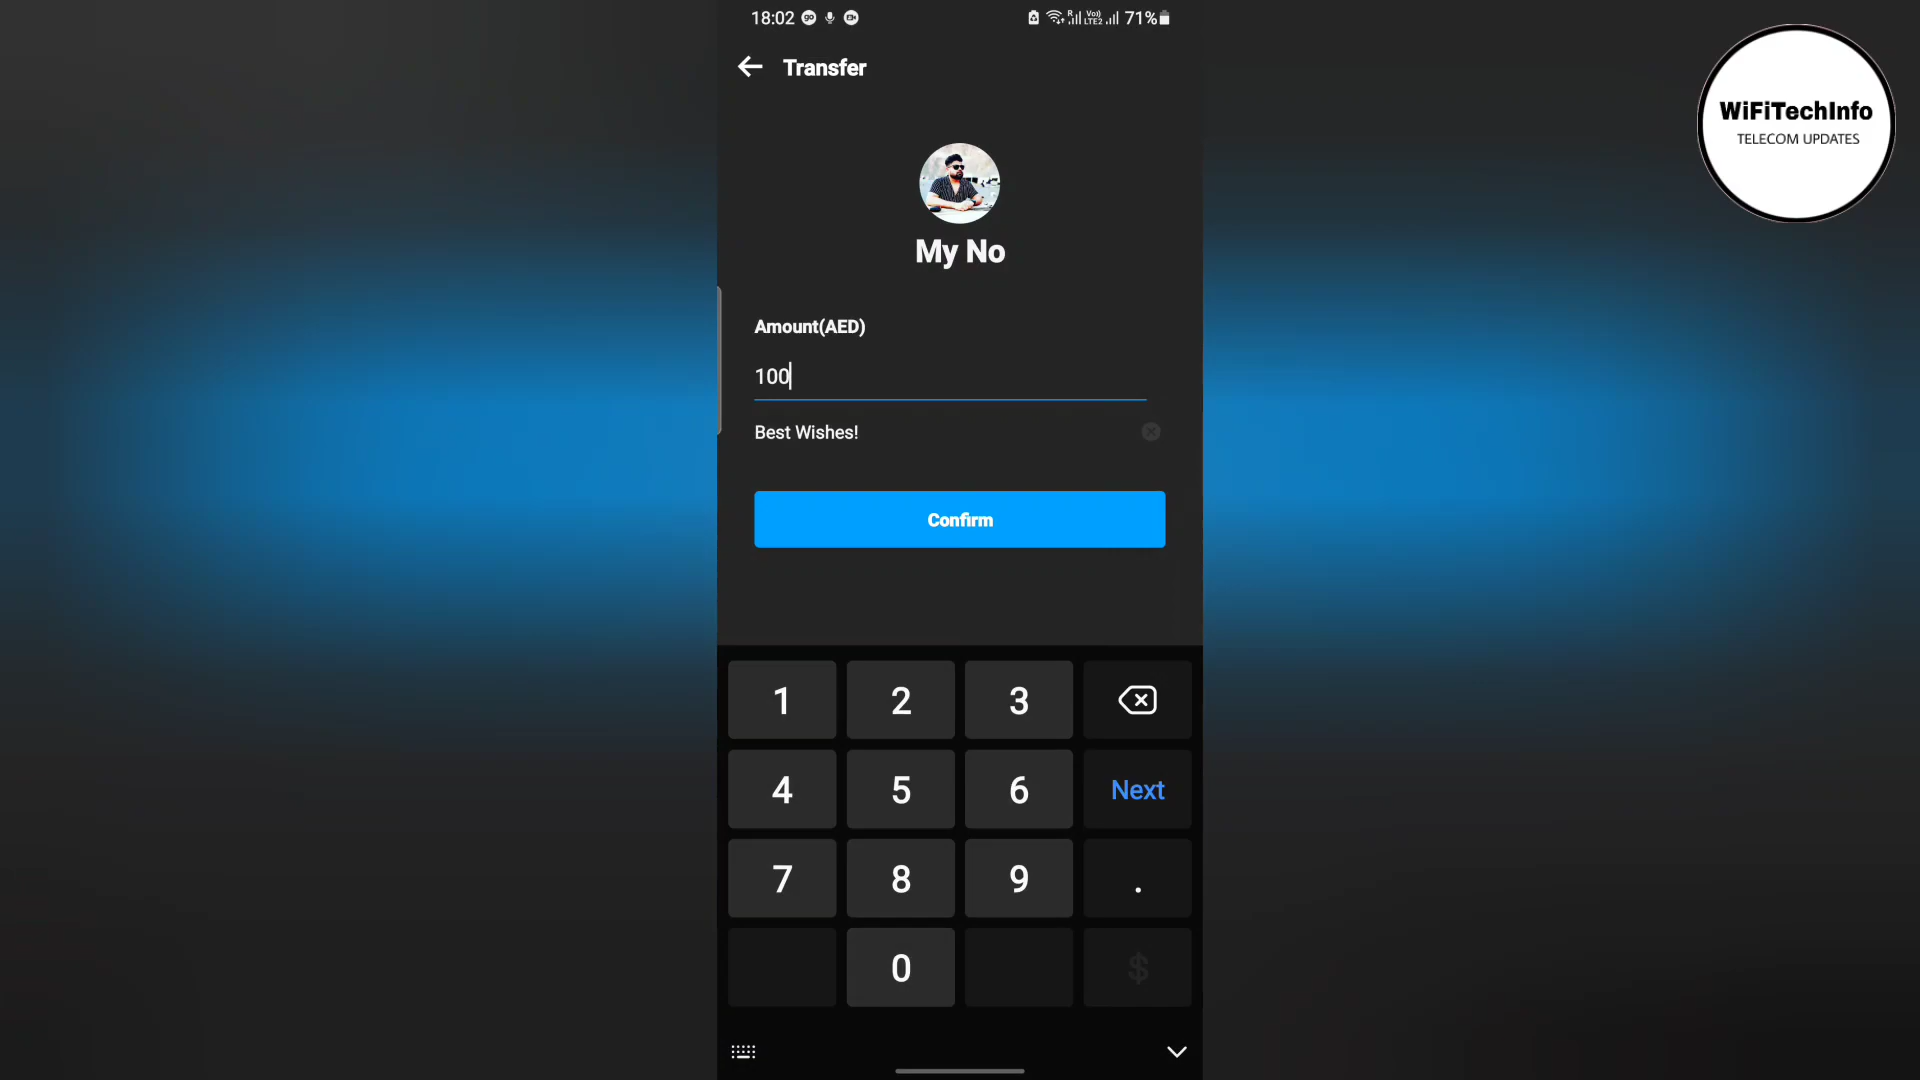 18:02
71%
Transfer
WiFiTechInfo
TELECOM UPDATES
My No
Amount(AED)
100
Best Wishes!
Confirm
1 2 3
4 5 6 Next
7 8 9 .
0 $